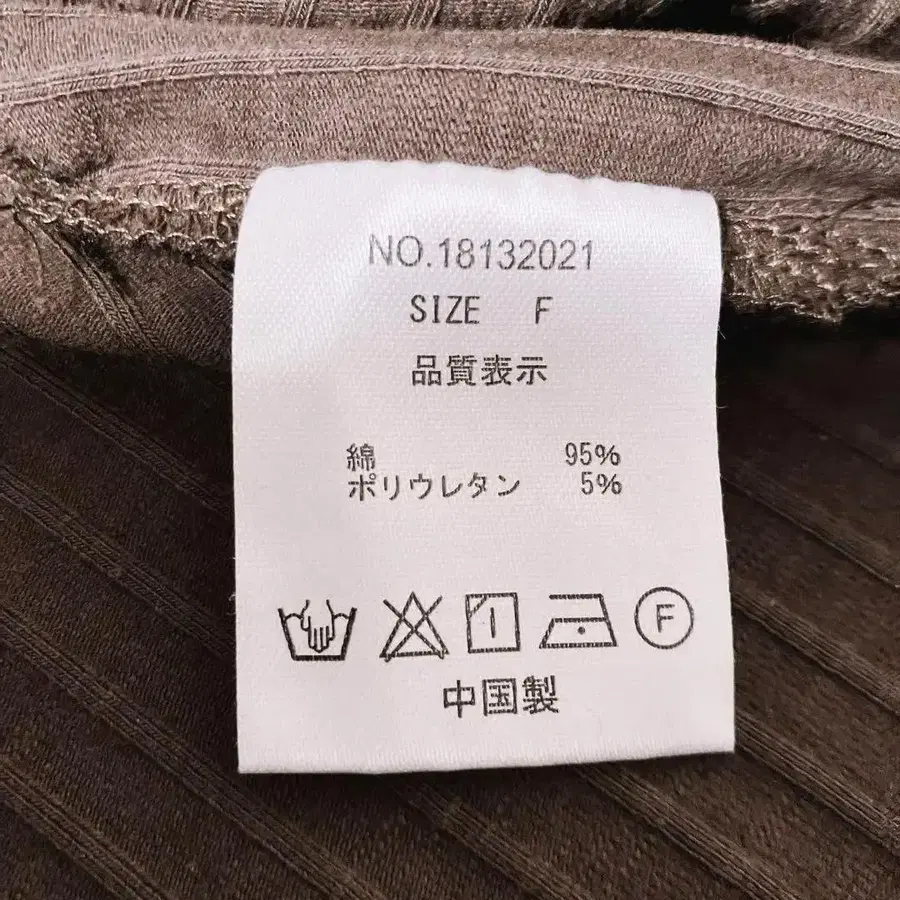 NO.18132021
SIZE F
品質表示
綿 95%
ポリウレタン 5%
F
中国製